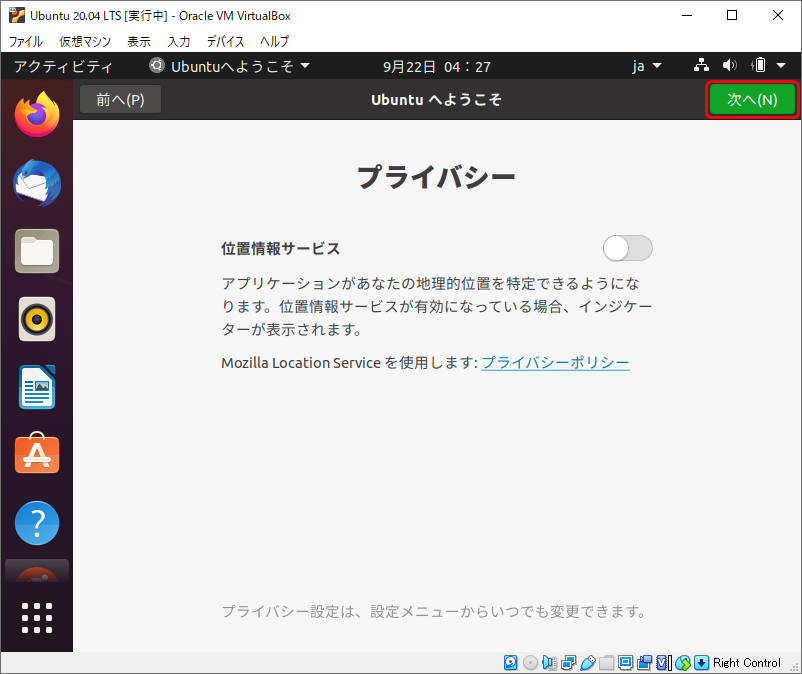 Ubuntu 20.04 LTS [実行中] - Oracle VM VirtualBox
ファイル 仮想マシン 表示 入力 デバイス ヘルプ
アクティビティ Ubuntuへようこそ 9月22日 04：27 ja
前へ(P) Ubuntu へようこそ 次へ(N)
プライバシー
位置情報サービス
アプリケーションがあなたの地理的位置を特定できるようにな
ります。位置情報サービスが有効になっている場合、インジケー
ターが表示されます。
Mozilla Location Service を使用します: プライバシーポリシー
プライバシー設定は、設定メニューからいつでも変更できます。
Right Control